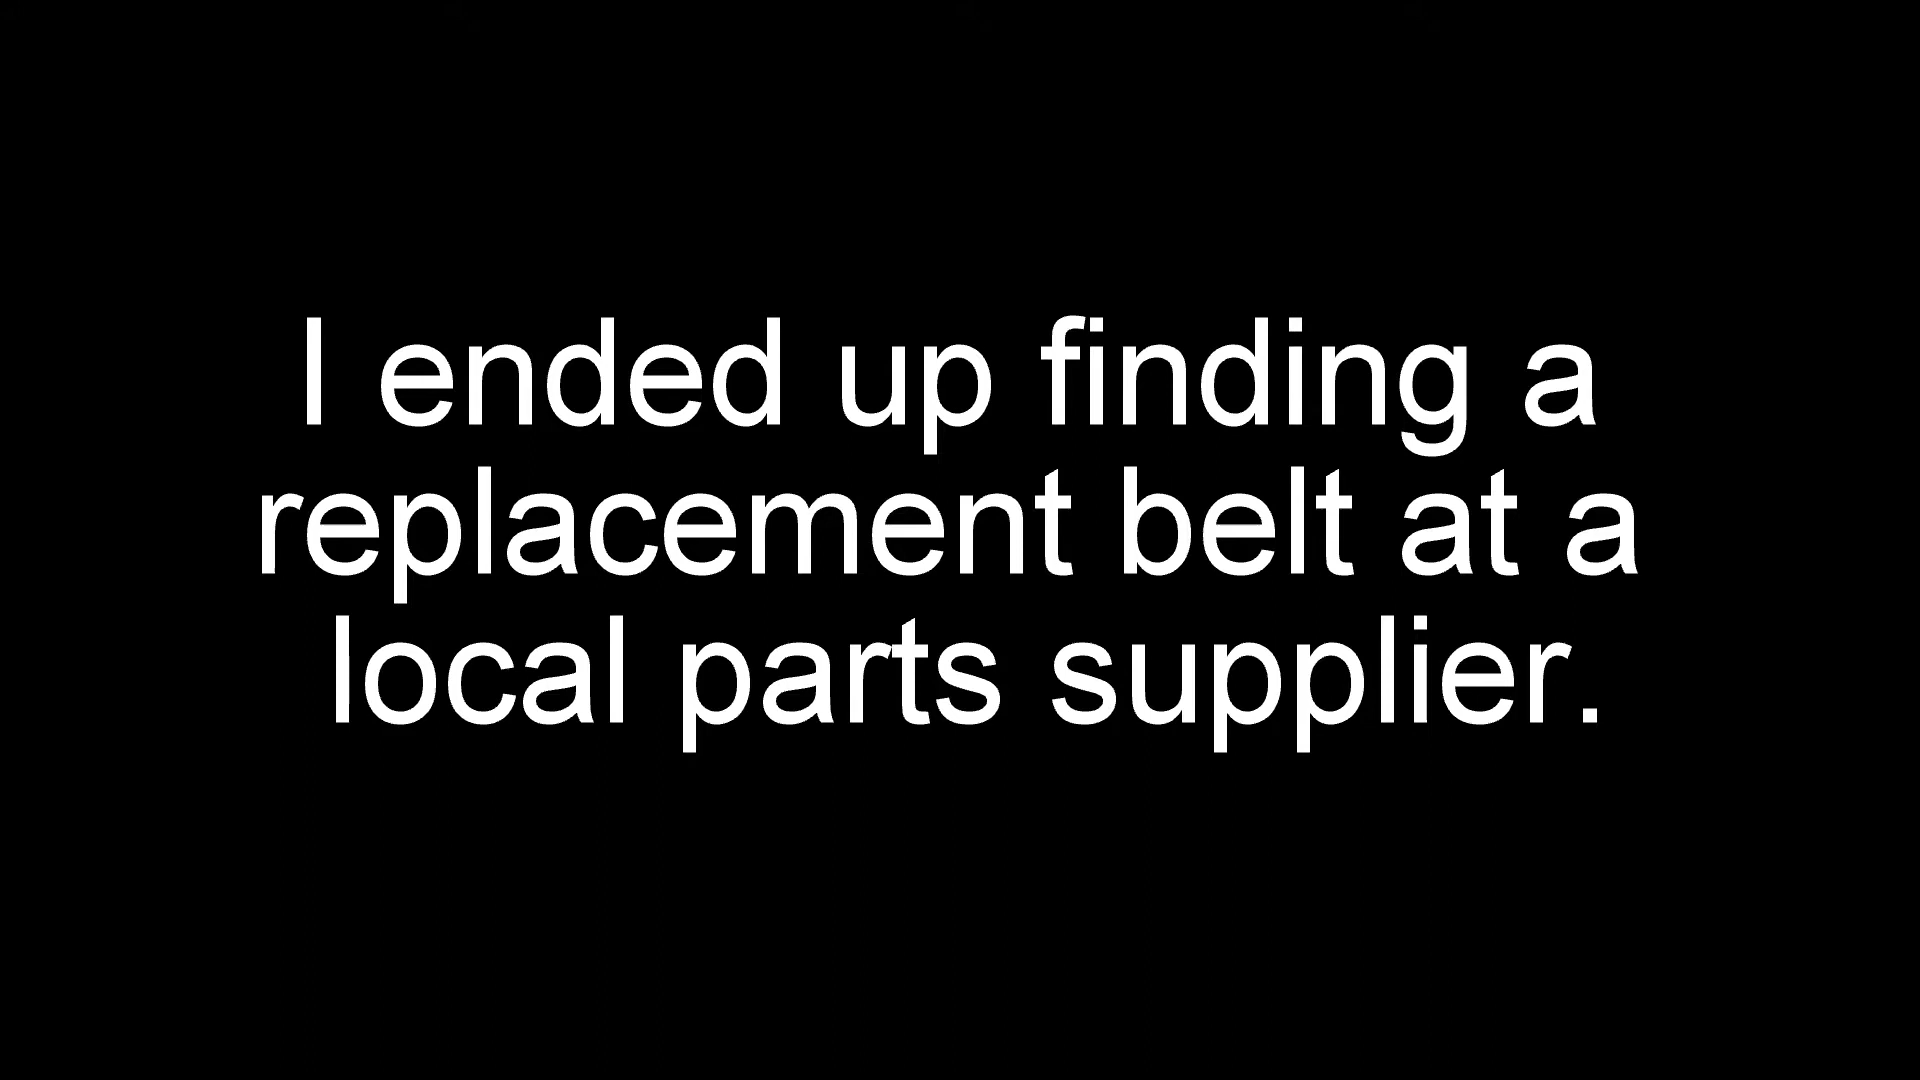 I ended up finding a
replacement belt at a
local parts supplier.